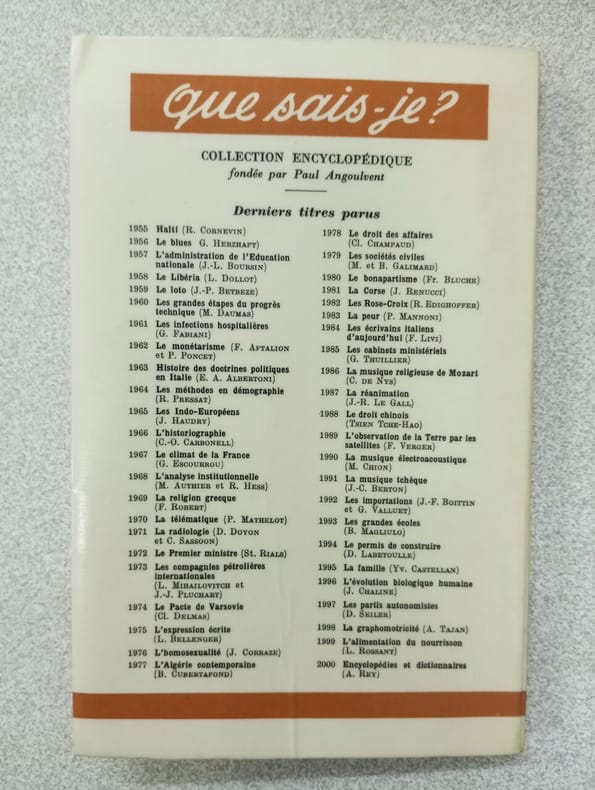 que sais-je?
COLLECTION ENCYCLOPÉDIQUE
fondée par Paul Angoulvent
Derniers titres parus
1955 Haïti (R. CORNEVIN)
1956 Le blues G. HERZHAFT)
1957 L'administration de l'Education
nationale (J.-L. BOURSIN)
1958 Le Libéria (L. DOLLOT)
1959 Le loto (J.-P. BETBEZE)
1960 Les grandes étapes du progrès
technique (M. DAUMAS)
1961 Les infections hospitalières
(G. FABIANI)
1962 Le monétarisme (F. AFTALION
et P. PONCET)
1963 Histoire des doctrines politiques
en Italie (E. A. ALBERTONI)
1964 Les méthodes en démographie
(R. PRESSAT)
1965 Les Indo-Européens
(J. HAUDRY)
1966 L'historiographie
(C.-O. CARBONELL)
1967 Le climat de la France
(G. ESCOURROU)
1968 L'analyse institutionnelle
(M. AUTHIER et R. HESS)
1969 La religion grecque
(F. ROBERT)
1970 La télématique (P. MATHELOT)
1971 La radiologie (D. DOYON
et C. SASSOON)
1972 Le Premier ministre (St. RIALS)
1973 Les compagnies pétrolières
internationales
(L. MIHAILOVITCH et
J.-J. PLUCHART)
1974 Le Pacte de Varsovie
(Cl. DELMAS)
1975 L'expression écrite
(L. BELLENGER)
1976 L'homosexualité (J. CORRAZE)
1977 L'Algérie contemporaine
(B. CUBERTAFOND)
1978 Le droit des affaires
(Cl. CHAMPAUD)
1979 Les sociétés civiles
(M. et B. GALIMARD)
1980 Le bonapartisme (Fr. BLUCHE)
1981 La Corse (J. RENUCCI)
1982 Les Rose-Croix (R. EDIGHOFFER)
1983 La peur (P. MANNONI)
1984 Les écrivains italiens
d'aujourd'hui (F. LIVI)
1985 Les cabinets ministériels
(G. THUILLIER)
1986 La musique religieuse de Mozart
(C. DE NYS)
1987 La réanimation
(J.-R. LE GALL)
1988 Le droit chinois
(TSIEN TCHE-HAO)
1989 L'observation de la Terre par les
satellites (F. VERGER)
1990 La musique électroacoustique
(M. CHION)
1991 La musique tchèque
(J.-C. BERTON)
1992 Les importations (J.-F. BOITTIN
et G. VALLUET)
1993 Les grandes écoles
(B. MAGLIULO)
1994 Le permis de construire
(D. LABETOULLE)
1995 La famille (Yv. CASTELLAN)
1996 L'évolution biologique humaine
(J. CHALINE)
1997 Les partis autonomistes
(D. SEILER)
1998 La graphomotricité (A. TAJAN)
1999 L'alimentation du nourrisson
(L. ROSSANT)
2000 Encyclopédies et dictionnaires
(A. REY)